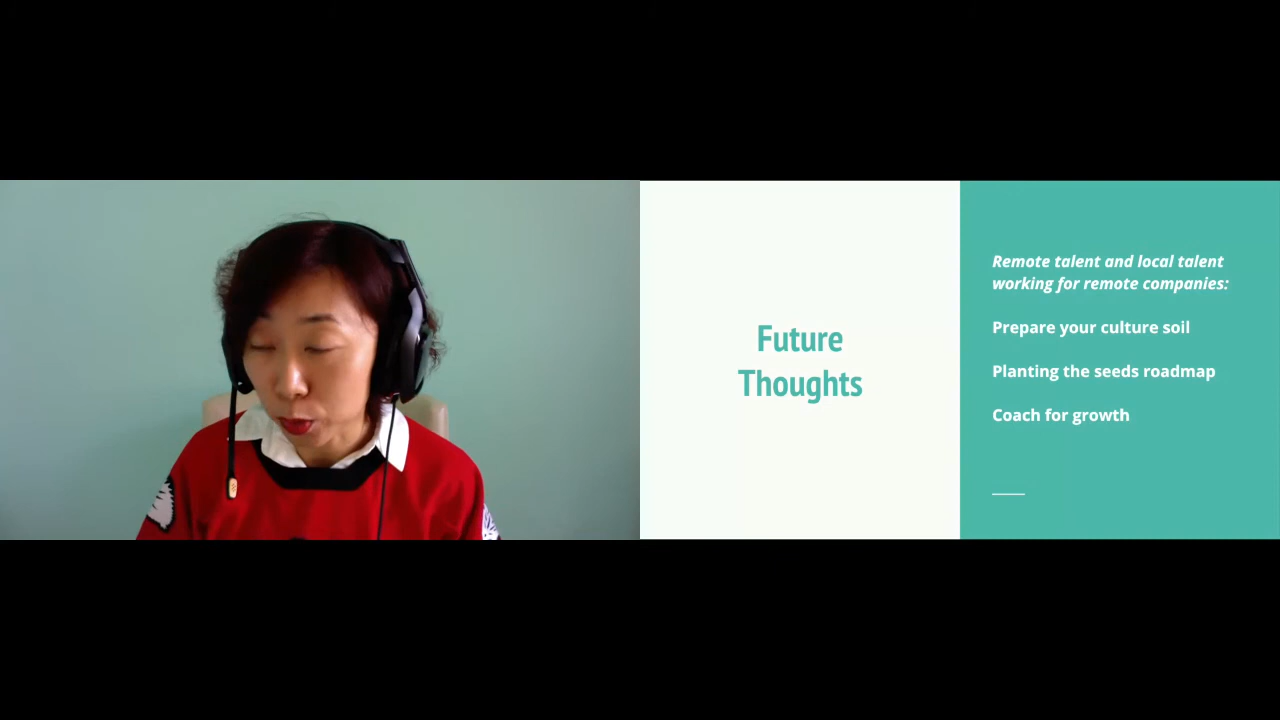 Future
Thoughts
Remote talent and local talent
working for remote companies:
Prepare your culture soil
Planting the seeds roadmap
Coach for growth